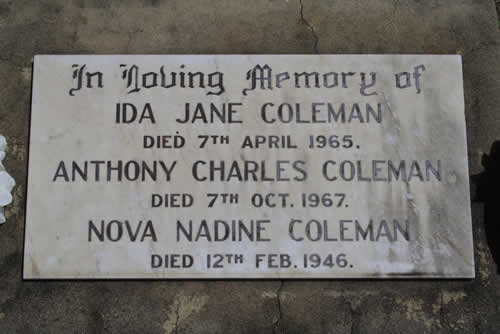 In Loving Memory of
IDA JANE COLEMAN
DIED 7TH APRIL 1965.
ANTHONY CHARLES COLEMAN
DIED 7TH OCT. 1967.
NOVA NADINE COLEMAN
DIED 12TH FEB. 1946.